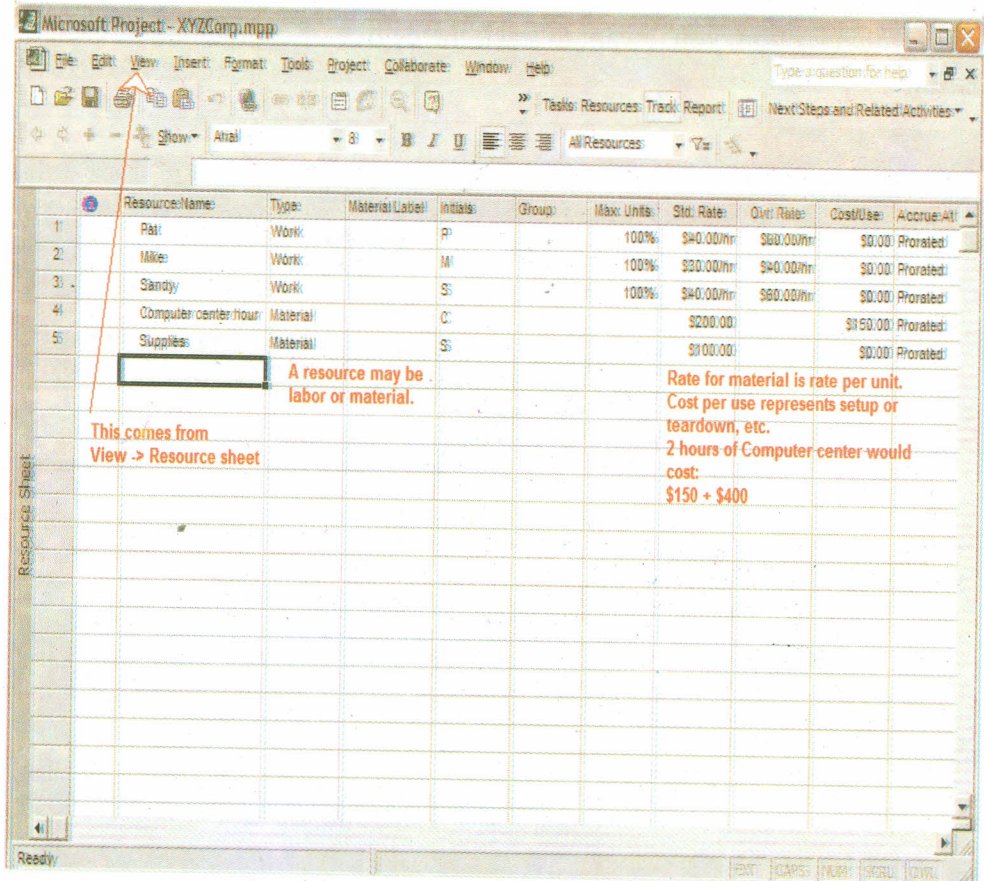 Microsoft Project - XYZCorp.mpp
File Edit View Insert Format Tools Project Collaborate Window Help Type a question for help
Tasks Resources Track Report Next Steps and Related Activities
Show Arial 8 B I U All Resources
Resource Name Type Material Label Initials Group Max. Units Std. Rate Ovt. Rate Cost/Use Accrue At
1 Pat Work P 100% $40.00/hr $60.00/hr $0.00 Prorated
2 Mike Work M 100% $30.00/hr $40.00/hr $0.00 Prorated
3 Sandy Work S 100% $40.00/hr $60.00/hr $0.00 Prorated
4 Computer center hour Material C $200.00 $150.00 Prorated
5 Supplies Material S $100.00 $0.00 Prorated
A resource may be
labor or material.
Rate for material is rate per unit.
Cost per use represents setup or
teardown, etc.
2 hours of Computer center would
cost:
$150 + $400
This comes from
View -> Resource sheet
Resource Sheet
Ready
EXT CAPS NUM SCRL OVR